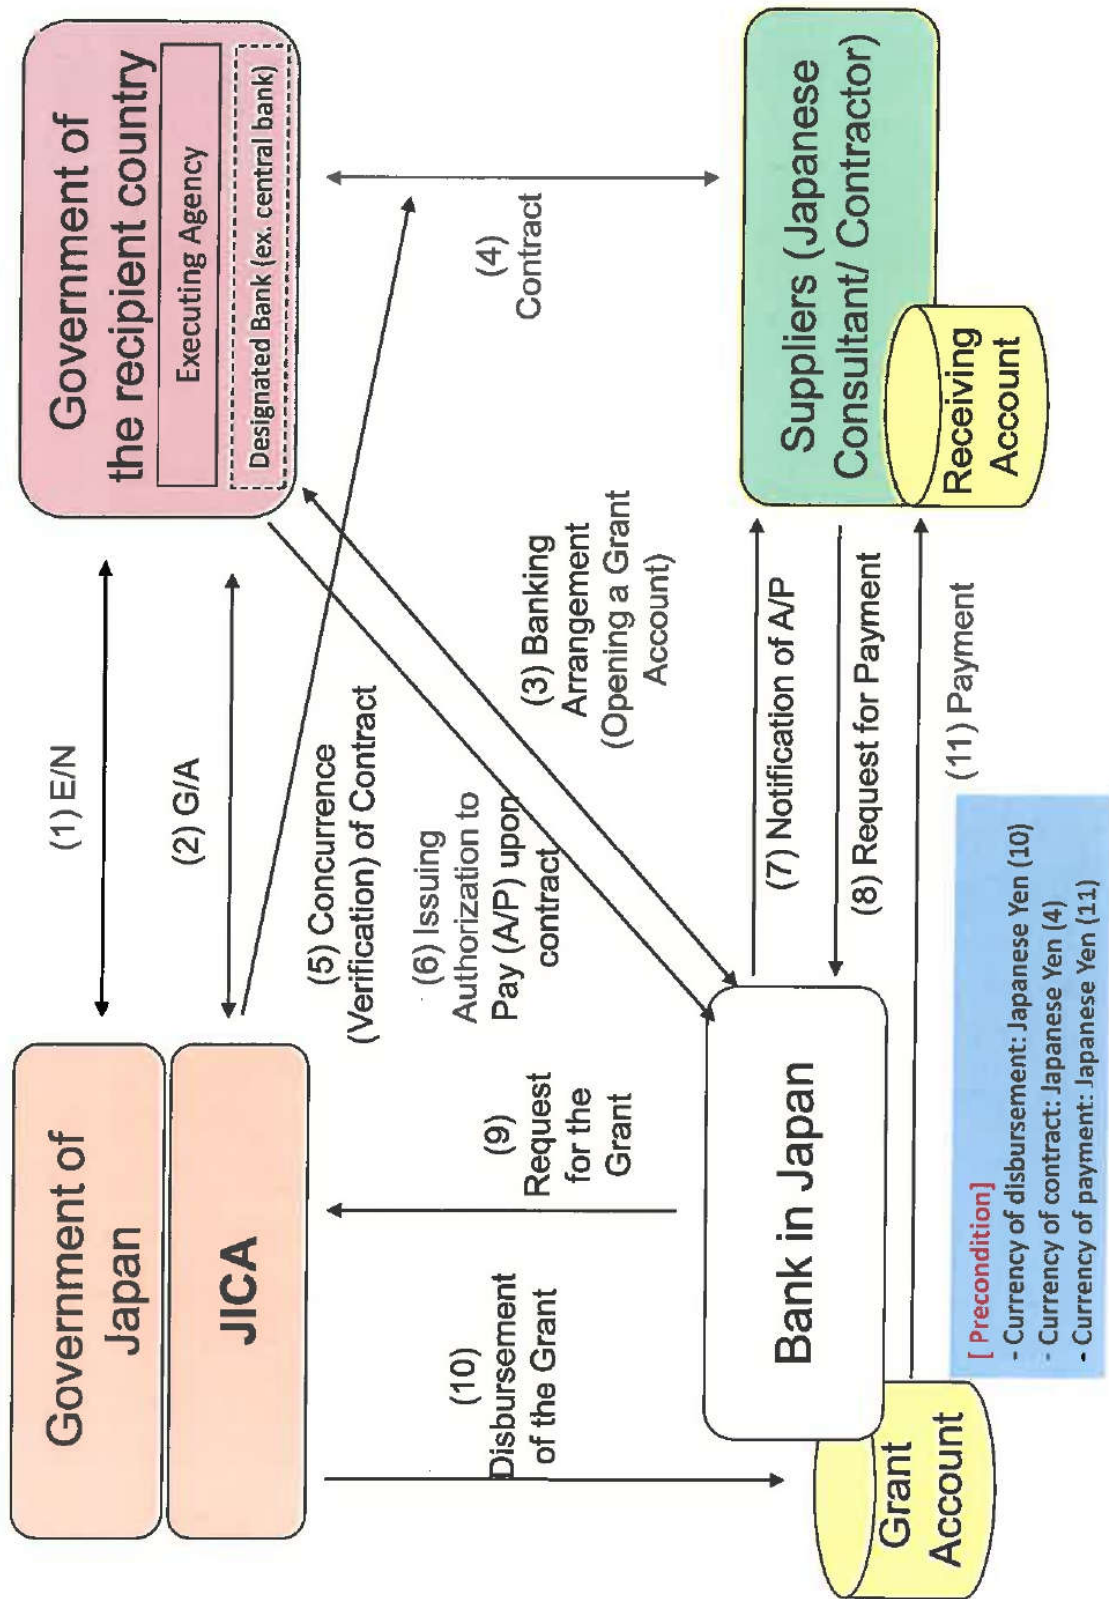 Government of
Japan
JICA
(1) E/N
(2) G/A
Government of
the recipient country
Executing Agency
Designated Bank (ex. central bank)
(5) Concurrence
(Verification) of Contract
(6) Issuing
Authorization to
Pay (A/P) upon
contract
(3) Banking
Arrangement
(Opening a Grant
Account)
(4)
Contract
(10)
Disbursement
of the Grant
(9)
Request
for the
Grant
Bank in Japan
Grant
Account
(7) Notification of A/P
(8) Request for Payment
(11) Payment
Suppliers (Japanese
Consultant/ Contractor)
Receiving
Account
[ Precondition]
- Currency of disbursement: Japanese Yen (10)
- Currency of contract: Japanese Yen (4)
- Currency of payment: Japanese Yen (11)